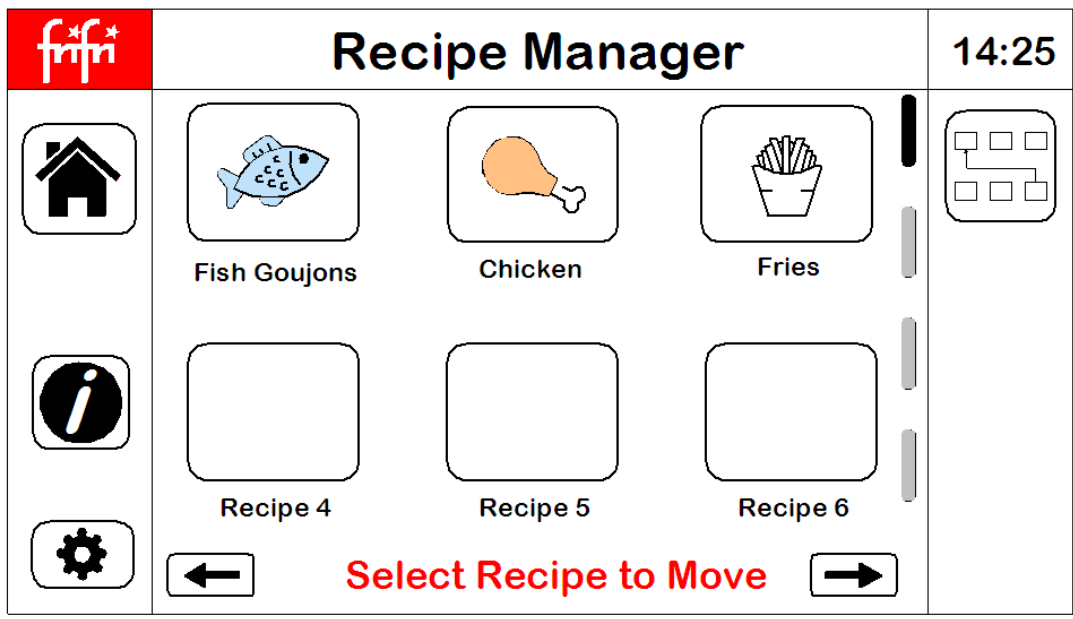 frifri
Recipe Manager
14:25
Fish Goujons
Chicken
Fries
Recipe 4
Recipe 5
Recipe 6
Select Recipe to Move